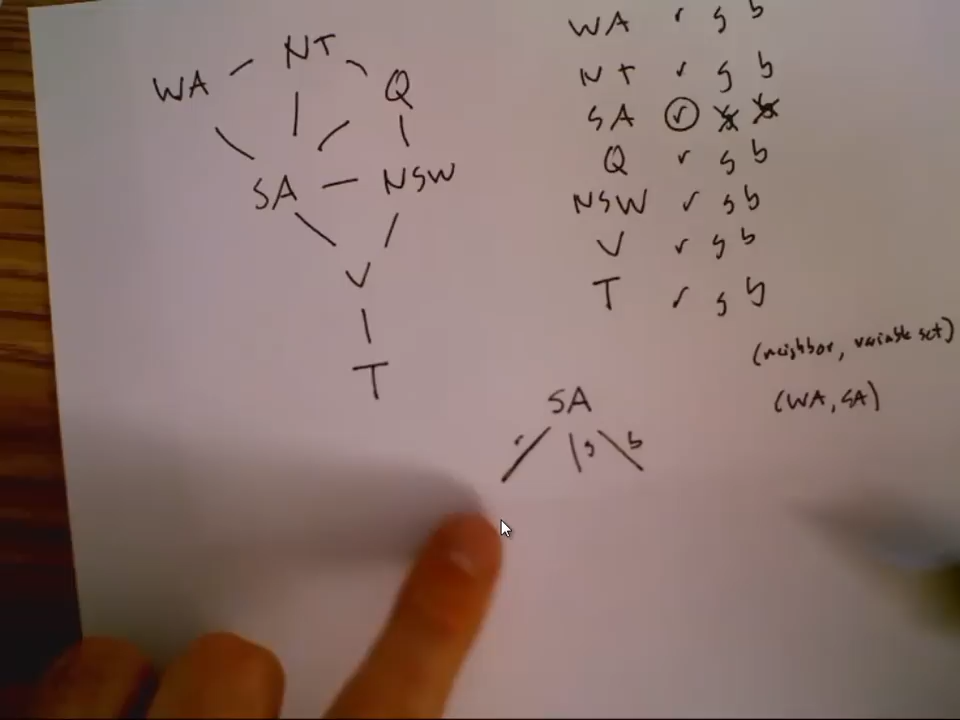 NT
WA
Q
SA
NSW
V
T
WA r g b
NT r g b
SA r g b
Q r g b
NSW r g b
V r g b
T r g b
(neighbor, variable set)
(WA, SA)
SA
r g b